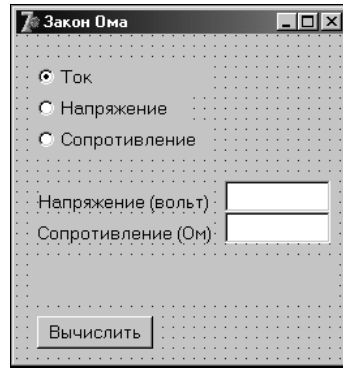 Закон Ома
Ток
Напряжение
Сопротивление
Напряжение (вольт)
Сопротивление (Ом)
Вычислить